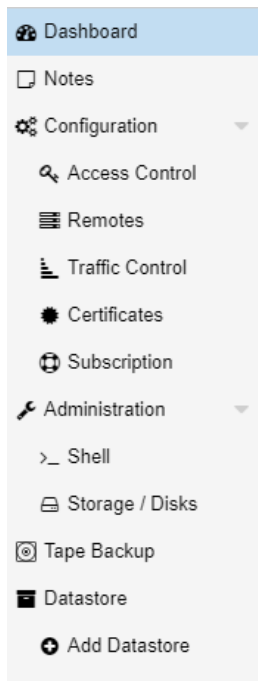 Dashboard
Notes
Configuration
Access Control
Remotes
Traffic Control
Certificates
Subscription
Administration
Shell
Storage / Disks
Tape Backup
Datastore
Add Datastore